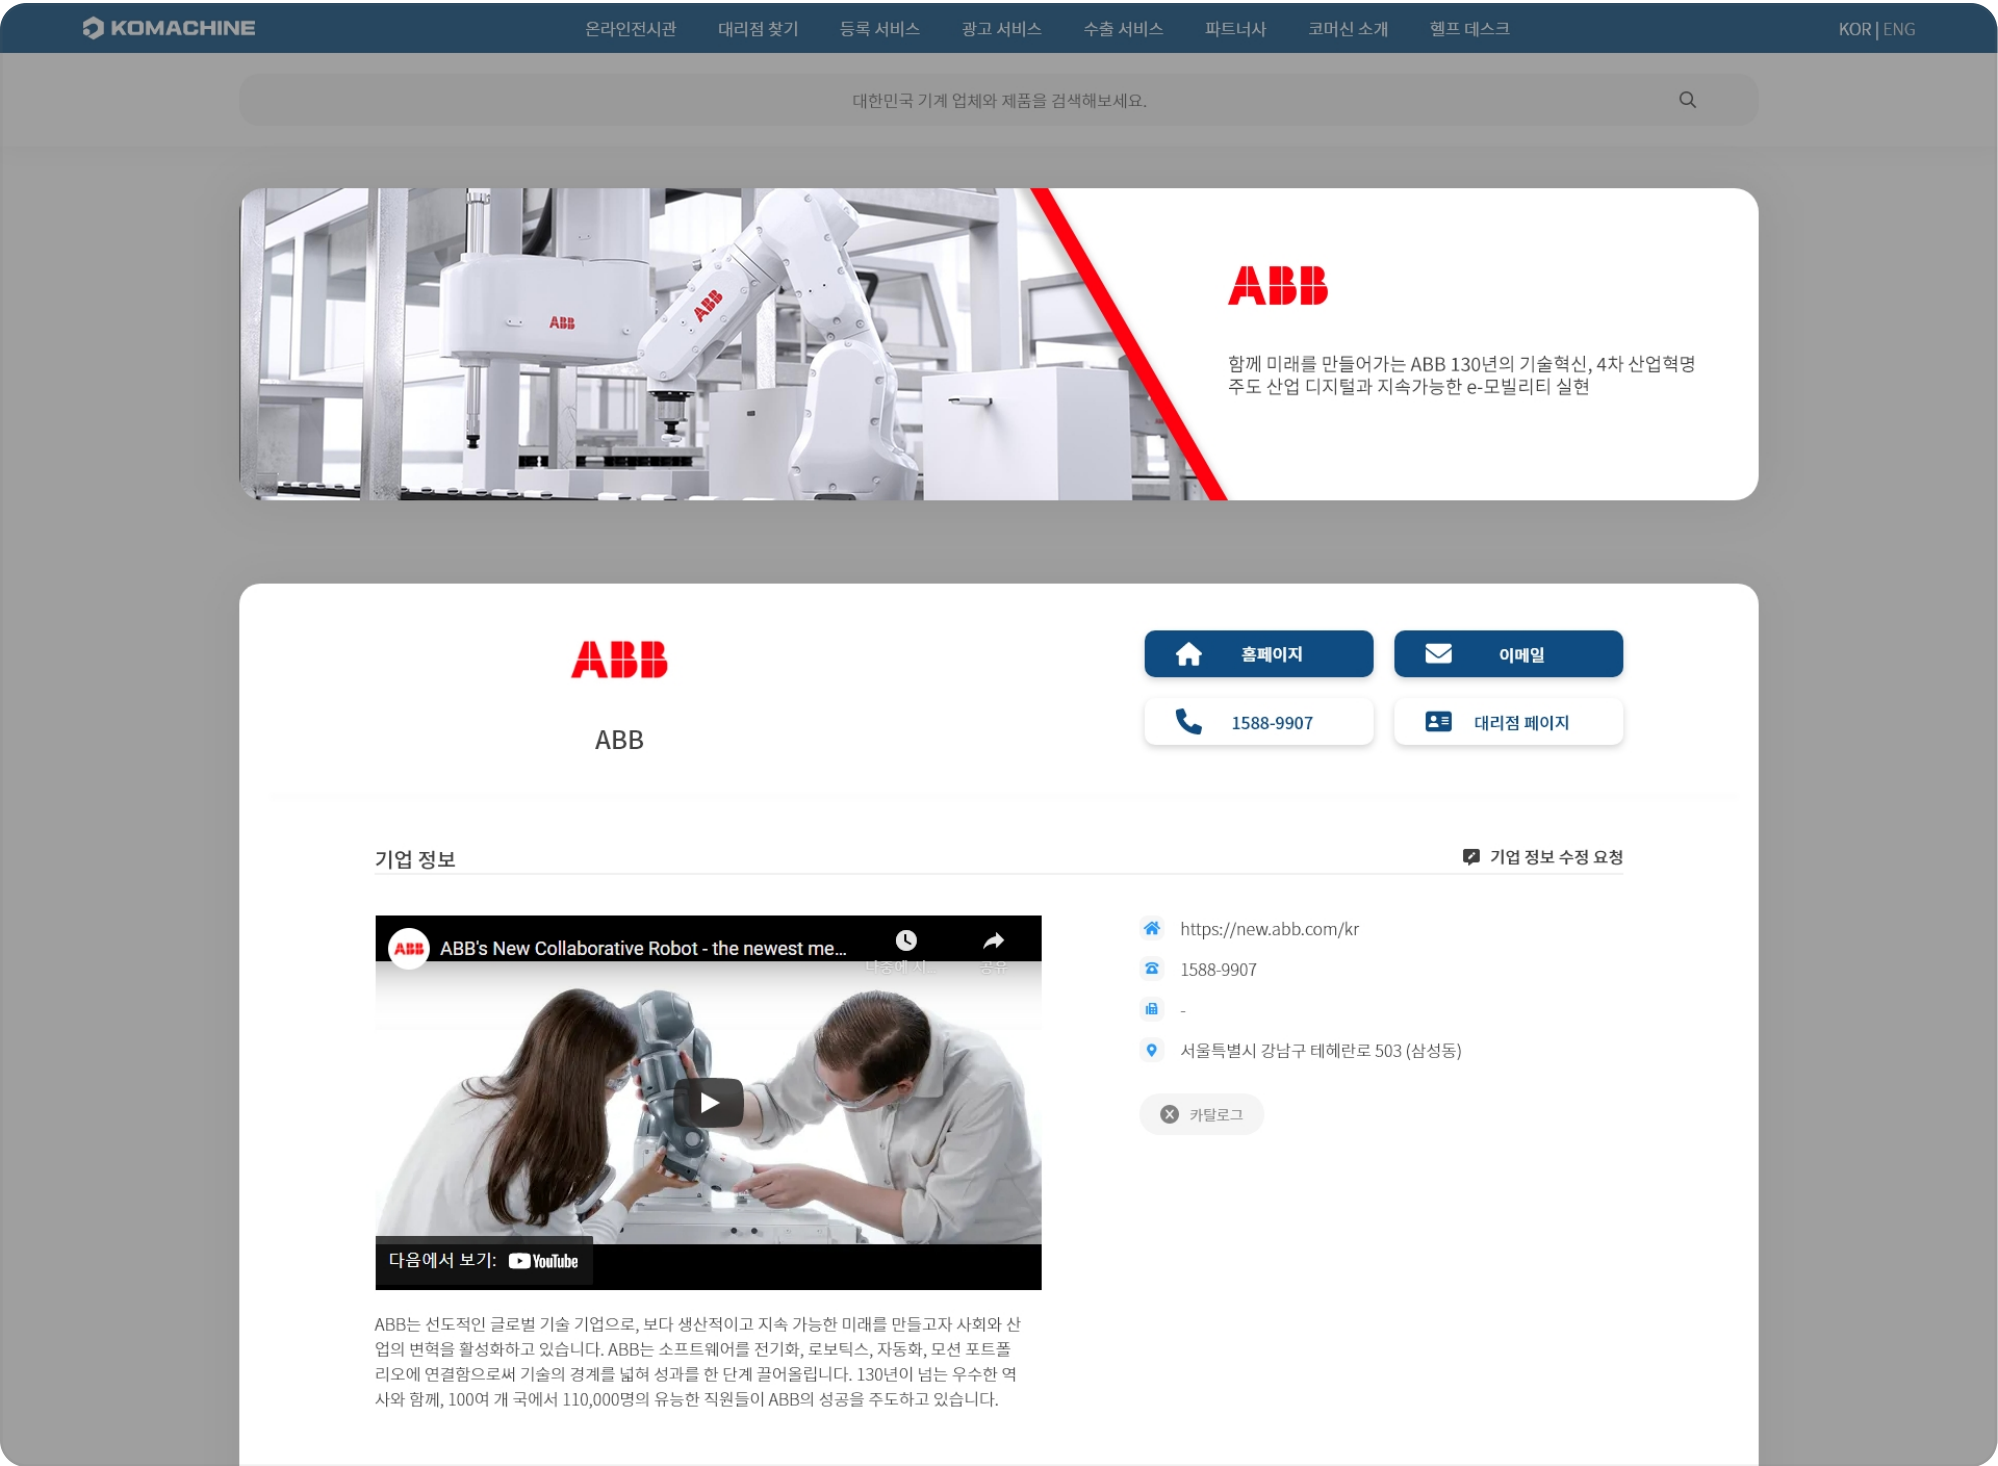 KOMACHINE
온라인전시관 대리점 찾기 등록 서비스 광고 서비스 수출 서비스 파트너사 코머신 소개 헬프 데스크
KOR | ENG
대한민국 기계 업체와 제품을 검색해보세요.
ABB
ABB
ABB
함께 미래를 만들어가는 ABB 130년의 기술혁신, 4차 산업혁명
주도 산업 디지털과 지속가능한 e-모빌리티 실현
ABB
ABB
홈페이지
이메일
1588-9907
대리점 페이지
기업 정보
기업 정보 수정 요청
ABB
ABB's New Collaborative Robot - the newest me...
나중에 시...
공유
다음에서 보기: YouTube
https://new.abb.com/kr
1588-9907
-
서울특별시 강남구 테헤란로 503 (삼성동)
카탈로그
ABB는 선도적인 글로벌 기술 기업으로, 보다 생산적이고 지속 가능한 미래를 만들고자 사회와 산
업의 변혁을 활성화하고 있습니다. ABB는 소프트웨어를 전기화, 로보틱스, 자동화, 모션 포트폴
리오에 연결함으로써 기술의 경계를 넓혀 성과를 한 단계 끌어올립니다. 130년이 넘는 우수한 역
사와 함께, 100여 개 국에서 110,000명의 유능한 직원들이 ABB의 성공을 주도하고 있습니다.